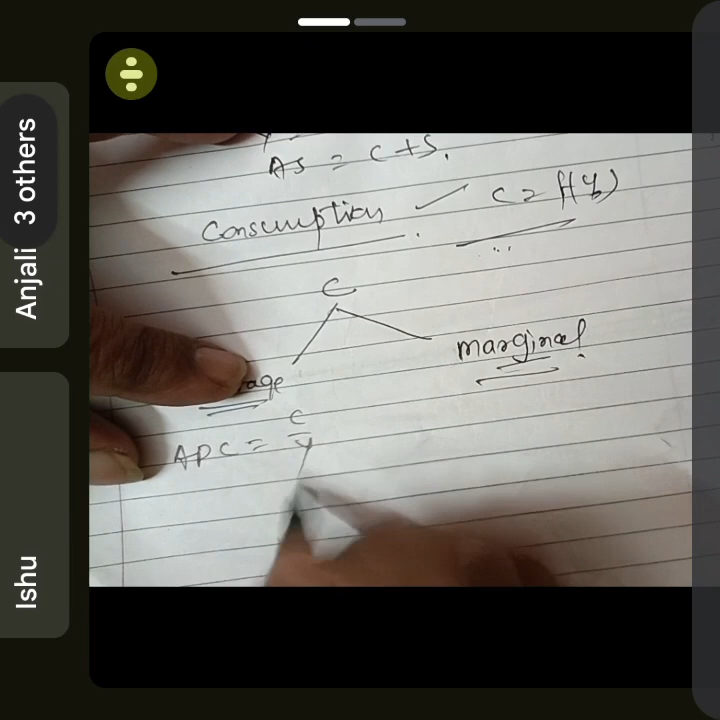 AS = C+S.
Consumption ✓ C = f(y)
C
marginal.
age
APC = C/Y
Anjali 3 others
Ishu